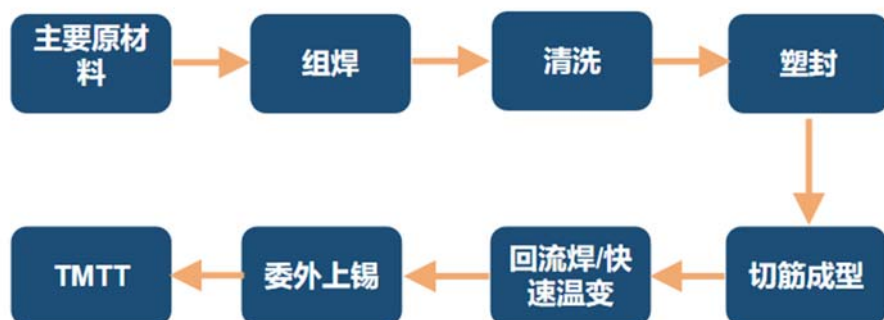 主要原材
料
组焊
清洗
塑封
切筋成型
回流焊/快
速温变
委外上锡
TMTT